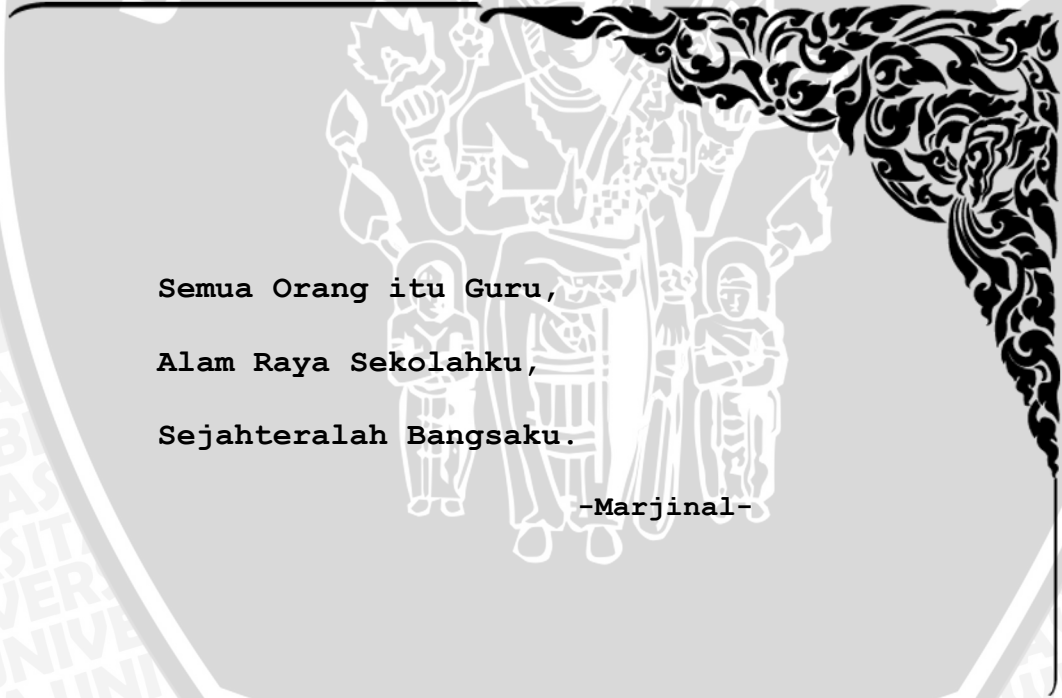 Semua Orang itu Guru,
Alam Raya Sekolahku,
Sejahteralah Bangsaku.
-Marjinal-